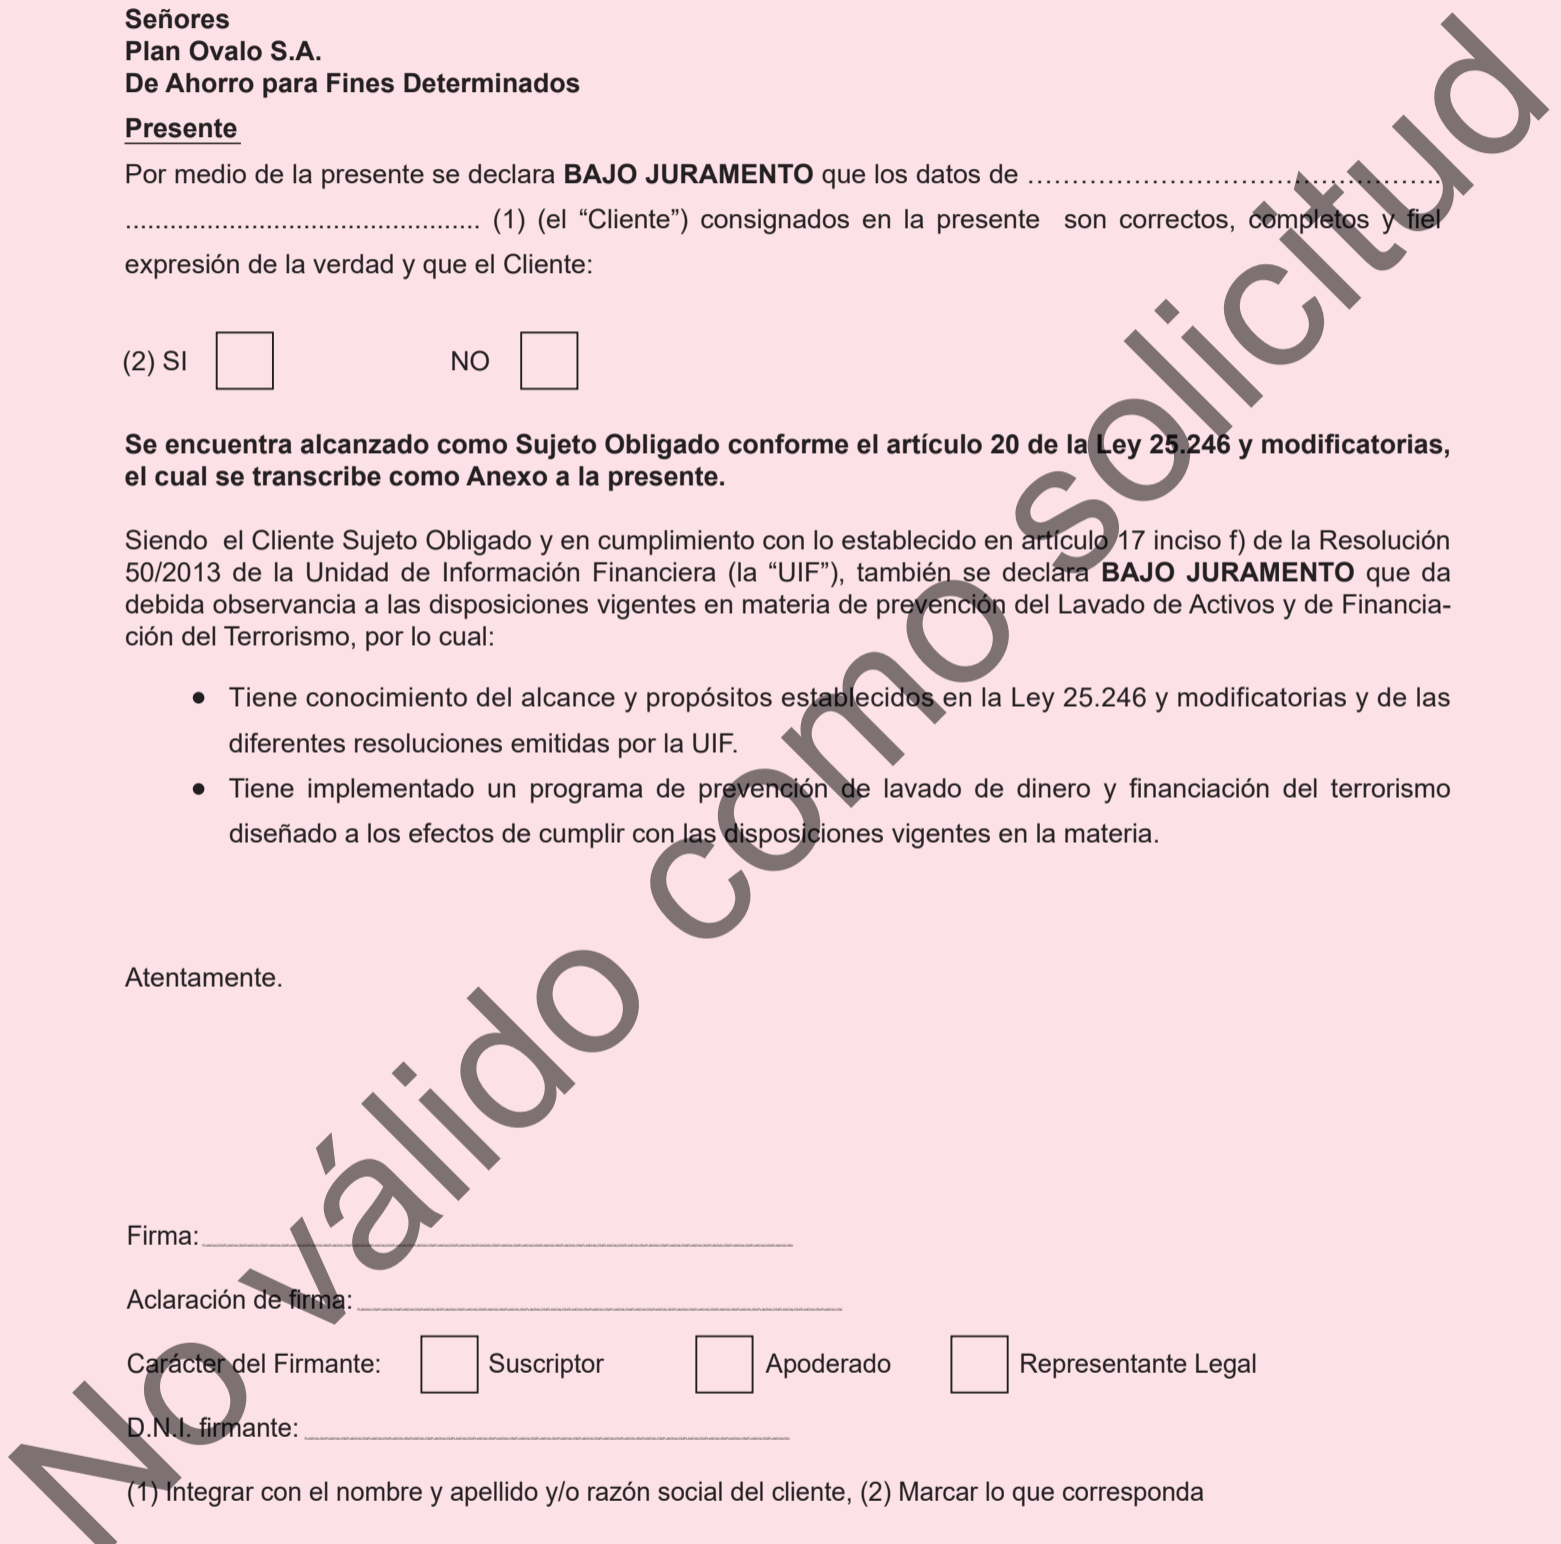 Señores
Plan Ovalo S.A.
De Ahorro para Fines Determinados
Presente
Por medio de la presente se declara BAJO JURAMENTO que los datos de ...............................................
................................................ (1) (el “Cliente”) consignados en la presente son correctos, completos y fiel
expresión de la verdad y que el Cliente:
(2) SI NO
Se encuentra alcanzado como Sujeto Obligado conforme el artículo 20 de la Ley 25.246 y modificatorias,
el cual se transcribe como Anexo a la presente.
Siendo el Cliente Sujeto Obligado y en cumplimiento con lo establecido en artículo 17 inciso f) de la Resolución
50/2013 de la Unidad de Información Financiera (la “UIF”), también se declara BAJO JURAMENTO que da
debida observancia a las disposiciones vigentes en materia de prevención del Lavado de Activos y de Financia-
ción del Terrorismo, por lo cual:
● Tiene conocimiento del alcance y propósitos establecidos en la Ley 25.246 y modificatorias y de las
diferentes resoluciones emitidas por la UIF.
● Tiene implementado un programa de prevención de lavado de dinero y financiación del terrorismo
diseñado a los efectos de cumplir con las disposiciones vigentes en la materia.
Atentamente.
Firma:
Aclaración de firma:
Carácter del Firmante: Suscriptor Apoderado Representante Legal
D.N.I. firmante:
(1) Integrar con el nombre y apellido y/o razón social del cliente, (2) Marcar lo que corresponda
No válido como solicitud